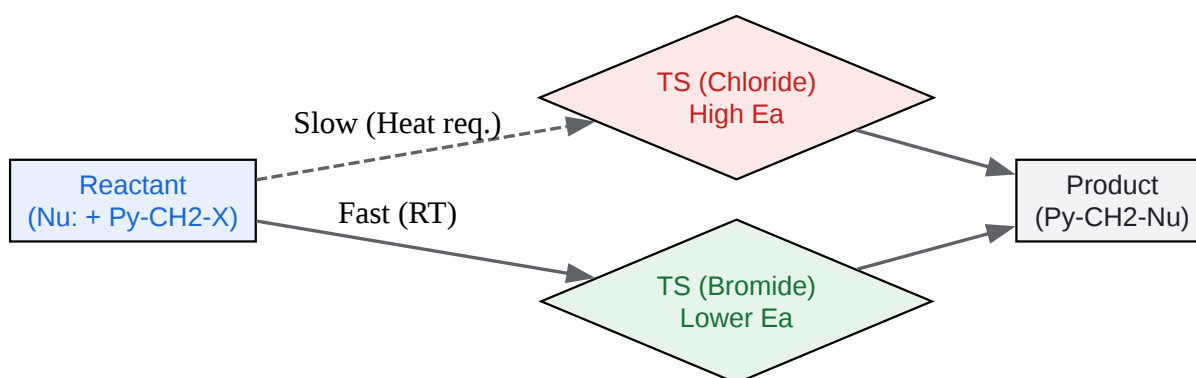 Reactant
(Nu: + Py-CH2-X)
Slow (Heat req.)
Fast (RT)
TS (Chloride)
High Ea
TS (Bromide)
Lower Ea
Product
(Py-CH2-Nu)